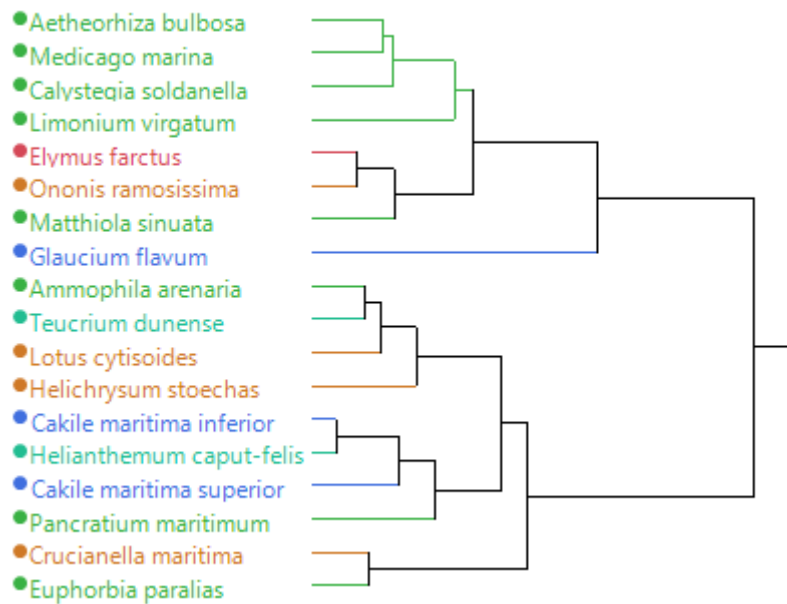 Aetheorhiza bulbosa
Medicago marina
Calystegia soldanella
Limonium virgatum
Elymus farctus
Ononis ramosissima
Matthiola sinuata
Glaucium flavum
Ammophila arenaria
Teucrium dunense
Lotus cytisoides
Helichrysum stoechas
Cakile maritima inferior
Helianthemum caput-felis
Cakile maritima superior
Pancratium maritimum
Crucianella maritima
Euphorbia paralias